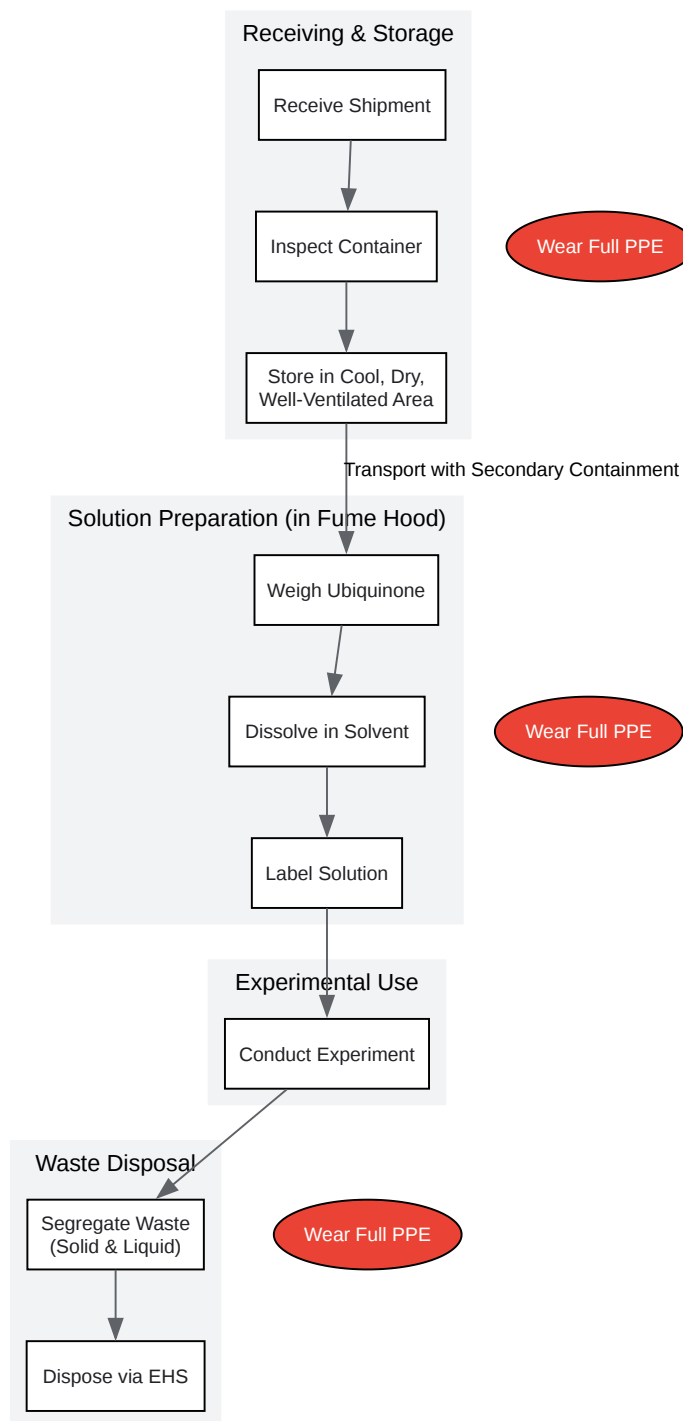 Receiving & Storage
Receive Shipment
Inspect Container
Wear Full PPE
Store in Cool, Dry,
Well-Ventilated Area
Transport with Secondary Containment
Solution Preparation (in Fume Hood)
Weigh Ubiquinone
Dissolve in Solvent
Wear Full PPE
Label Solution
Experimental Use
Conduct Experiment
Waste Disposal
Segregate Waste
(Solid & Liquid)
Wear Full PPE
Dispose via EHS